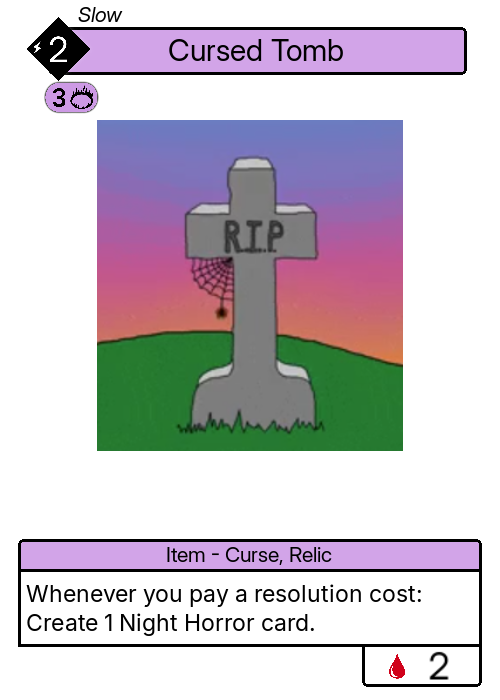 Slow
2
Cursed Tomb
3
R.I.P
Item - Curse, Relic
Whenever you pay a resolution cost:
Create 1 Night Horror card.
2